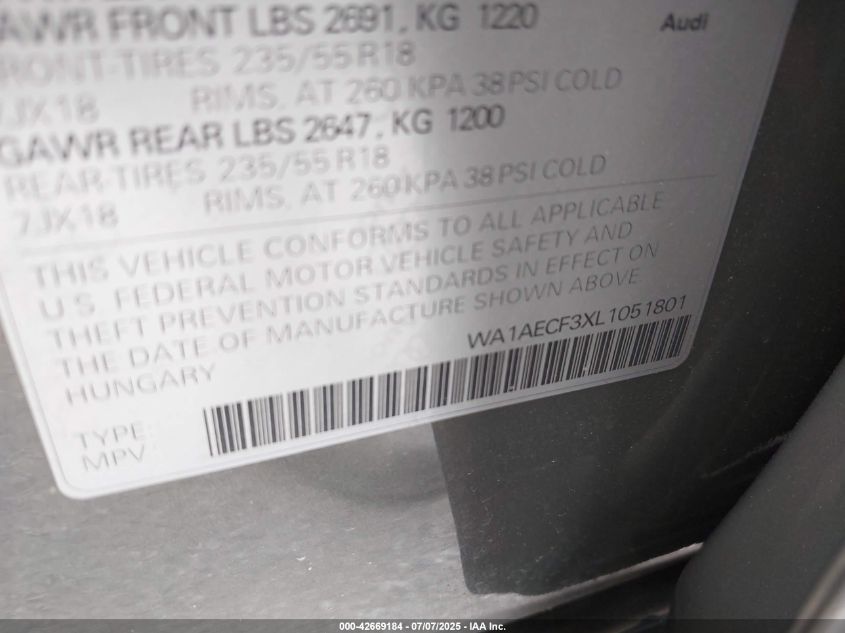 AWR FRONT LBS 2691, KG 1220
Audi
RONT-TIRES 235/55 R18
7JX18 RIMS, AT 260 KPA 38 PSI COLD
GAWR REAR LBS 2647, KG 1200
REAR-TIRES 235/55 R18
7JX18 RIMS, AT 260 KPA 38 PSI COLD
THIS VEHICLE CONFORMS TO ALL APPLICABLE
U.S. FEDERAL MOTOR VEHICLE SAFETY AND
THEFT PREVENTION STANDARDS IN EFFECT ON
THE DATE OF MANUFACTURE SHOWN ABOVE.
HUNGARY
WA1AECF3XL1051801
TYPE:
MPV
000-42669184 - 07/07/2025 - IAA Inc.